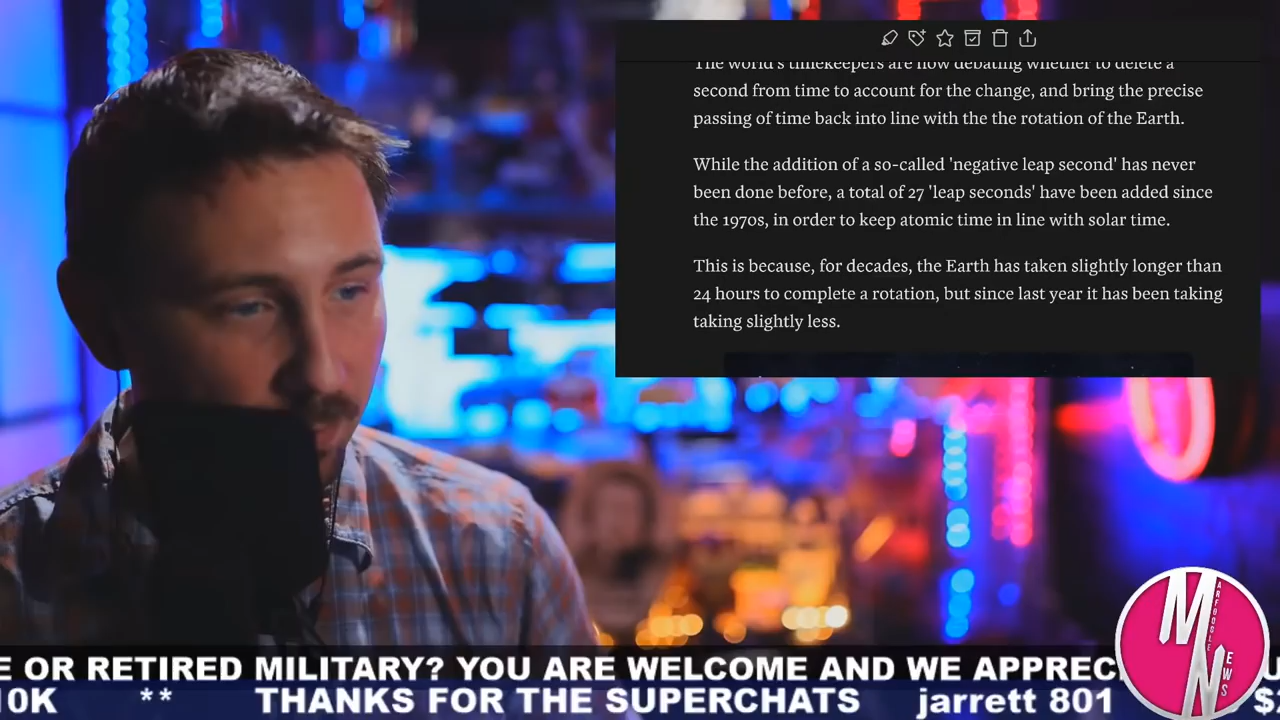 The world's timekeepers are now debating whether to delete a
second from time to account for the change, and bring the precise
passing of time back into line with the the rotation of the Earth.
While the addition of a so-called 'negative leap second' has never
been done before, a total of 27 'leap seconds' have been added since
the 1970s, in order to keep atomic time in line with solar time.
This is because, for decades, the Earth has taken slightly longer than
24 hours to complete a rotation, but since last year it has been taking
taking slightly less.
MARFOOGLE
NEWS
E OR RETIRED MILITARY? YOU ARE WELCOME AND WE APPREC
10K ** THANKS FOR THE SUPERCHATS jarrett 801 $